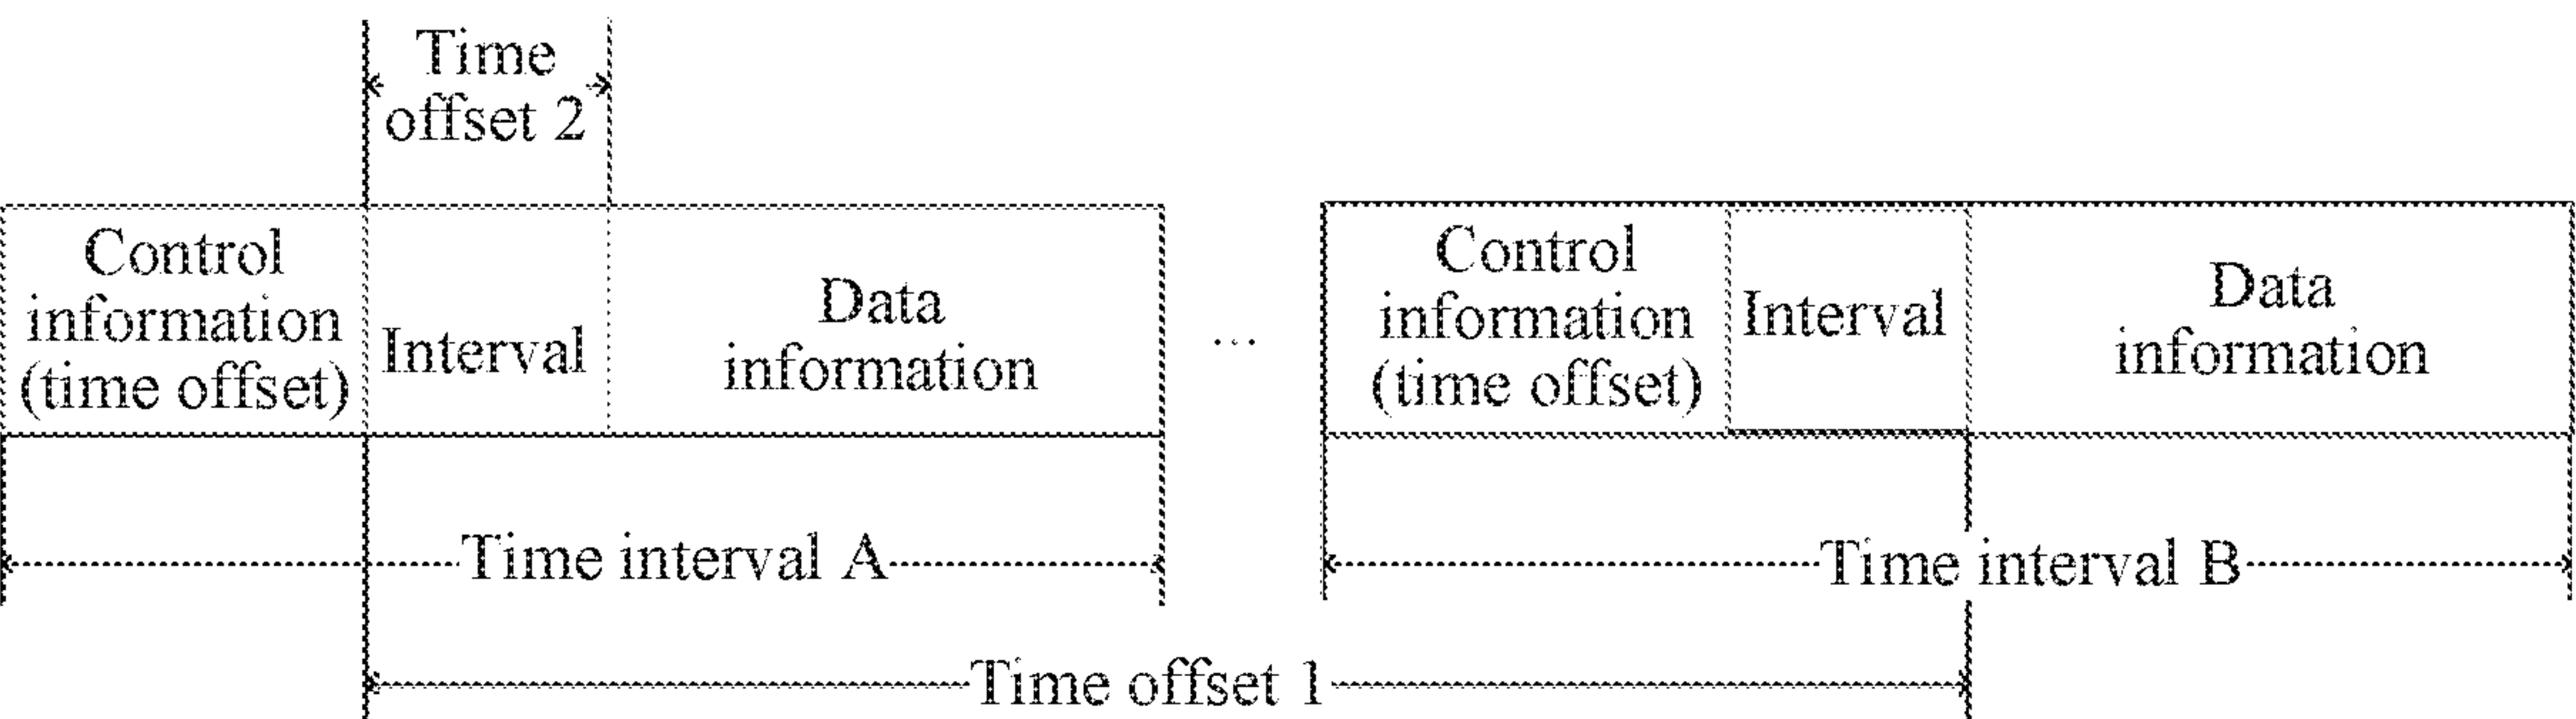 Time
offset 2
Control
information
(time offset)
Interval
Data
information
...
Control
information
(time offset)
Interval
Data
information
Time interval A
Time interval B
Time offset 1